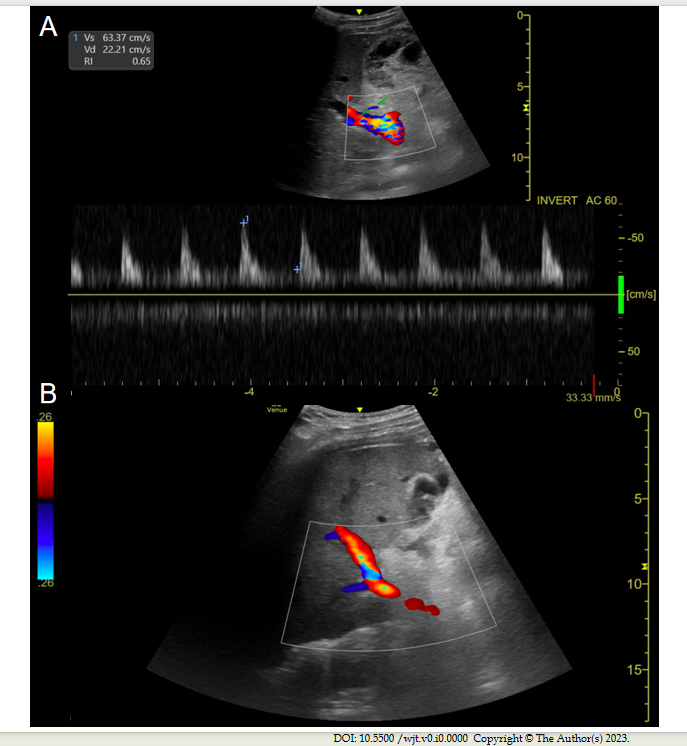 A
1 Vs 63.37 cm/s
Vd 22.21 cm/s
RI 0.65
0
5
10
INVERT AC 60
-50
[cm/s]
50
-4
-2
0
33.33 mm/s
B
Venue
.26
.26
0
5
10
15
DOI: 10.5500 /wjt.v0.i0.0000 Copyright © The Author(s) 2023.